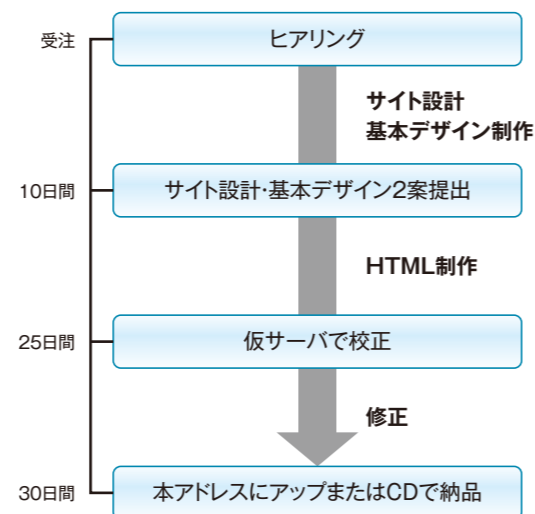 受注
ヒアリング
サイト設計
基本デザイン制作
10日間
サイト設計・基本デザイン2案提出
HTML制作
25日間
仮サーバで校正
修正
30日間
本アドレスにアップまたはCDで納品